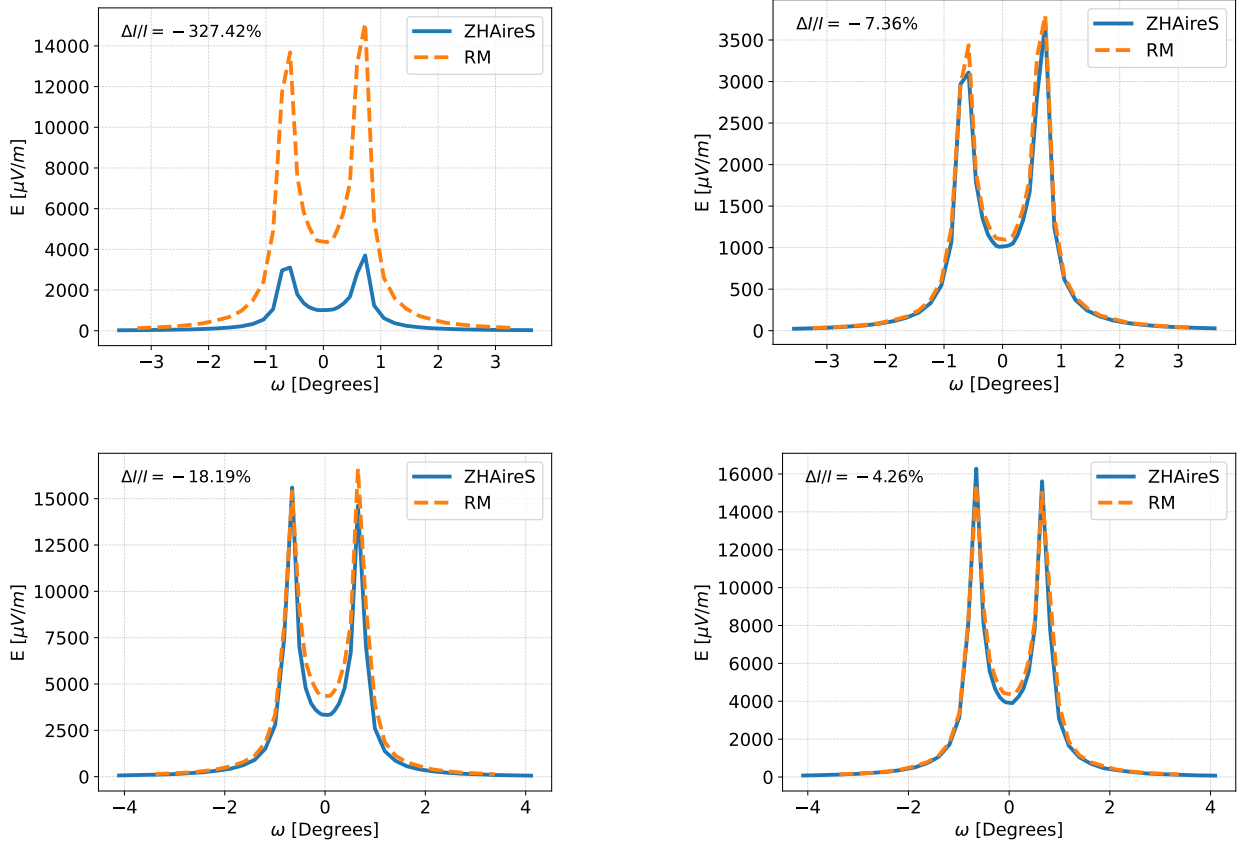 ΔI/I = −327.42%
ZHAireS
RM
E [μV/m]
14000
12000
10000
8000
6000
4000
2000
0
−3
−2
−1
0
1
2
3
ω [Degrees]
ΔI/I = −7.36%
ZHAireS
RM
E [μV/m]
3500
3000
2500
2000
1500
1000
500
0
−3
−2
−1
0
1
2
3
ω [Degrees]
ΔI/I = −18.19%
ZHAireS
RM
E [μV/m]
15000
12500
10000
7500
5000
2500
0
−4
−2
0
2
4
ω [Degrees]
ΔI/I = −4.26%
ZHAireS
RM
E [μV/m]
16000
14000
12000
10000
8000
6000
4000
2000
0
−4
−2
0
2
4
ω [Degrees]